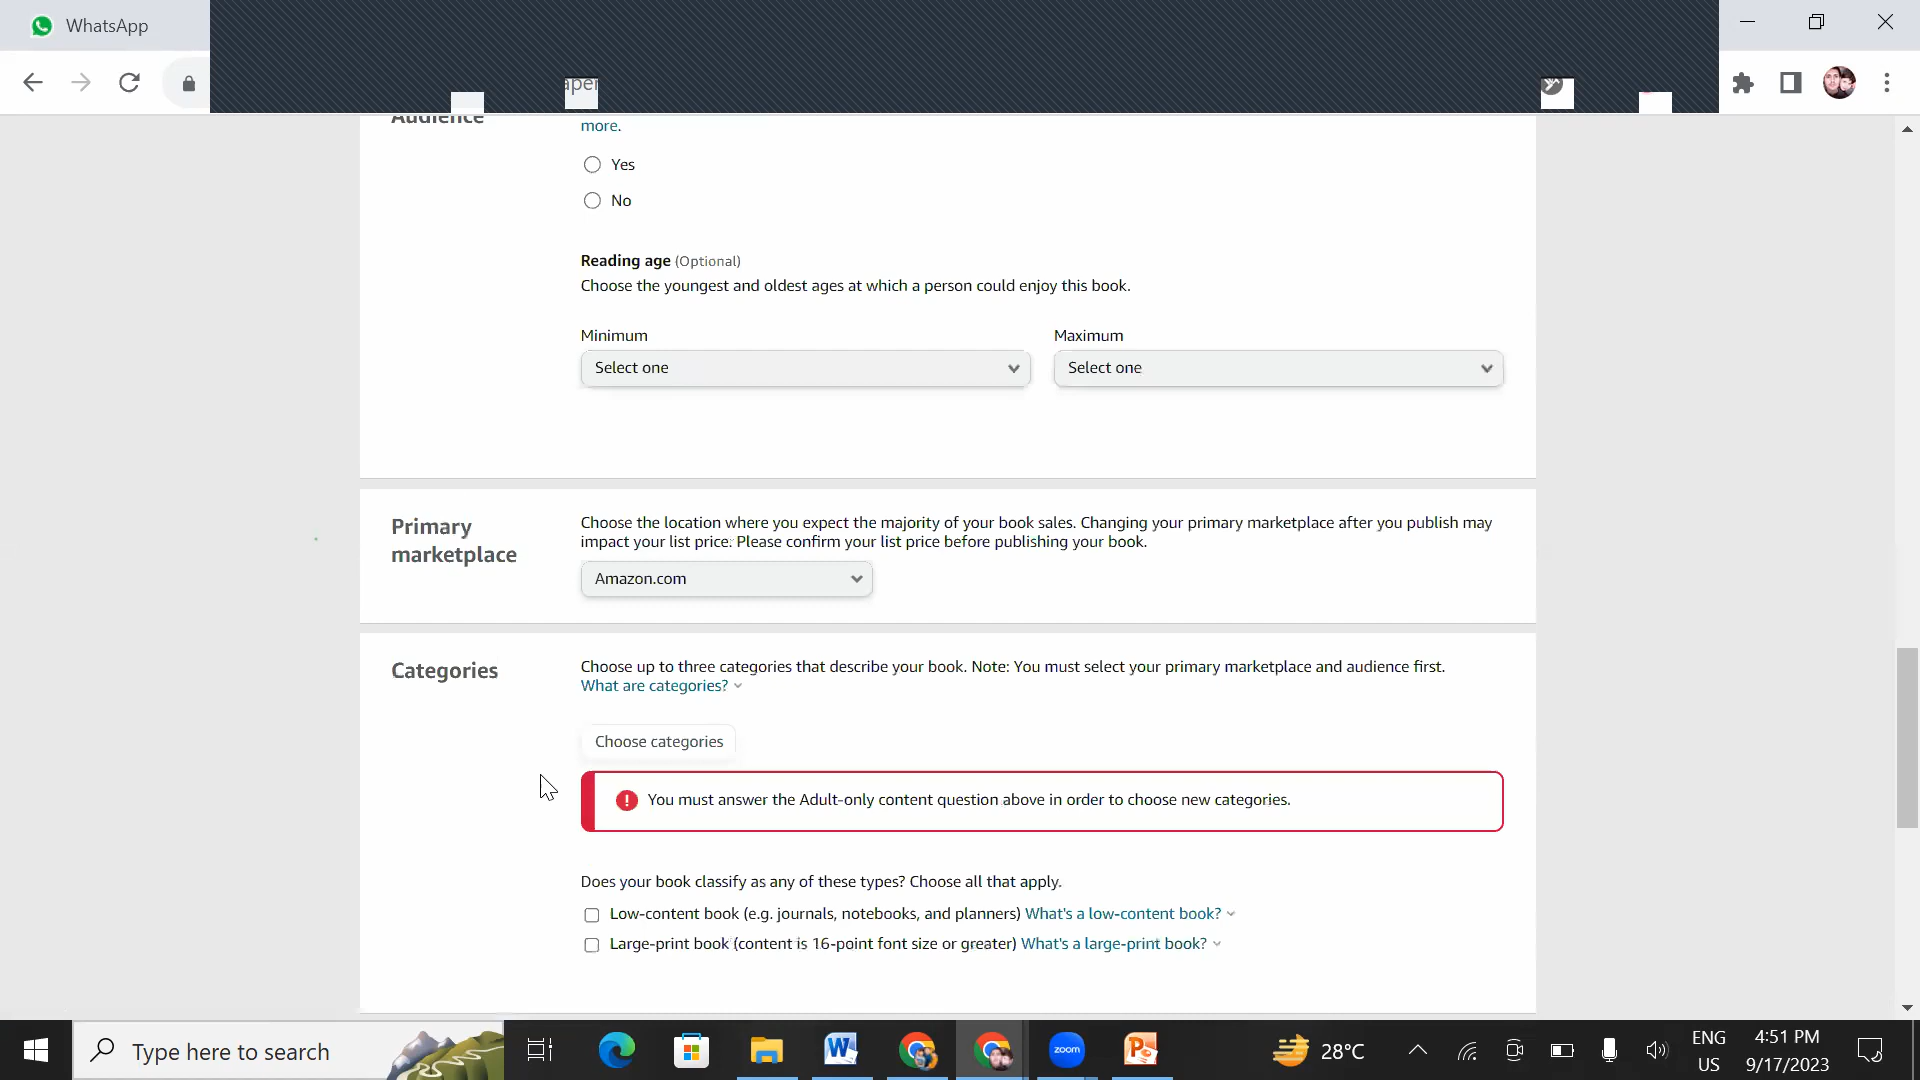 WhatsApp
aper
Audience
more.
Yes
No
Reading age (Optional)
Choose the youngest and oldest ages at which a person could enjoy this book.
Minimum
Maximum
Select one
Select one
Primary marketplace
Choose the location where you expect the majority of your book sales. Changing your primary marketplace after you publish may
impact your list price. Please confirm your list price before publishing your book.
Amazon.com
Categories
Choose up to three categories that describe your book. Note: You must select your primary marketplace and audience first.
What are categories?
Choose categories
You must answer the Adult-only content question above in order to choose new categories.
Does your book classify as any of these types? Choose all that apply.
Low-content book (e.g. journals, notebooks, and planners) What's a low-content book?
Large-print book (content is 16-point font size or greater) What's a large-print book?
Type here to search
zoom
28°C
ENG
US
4:51 PM
9/17/2023